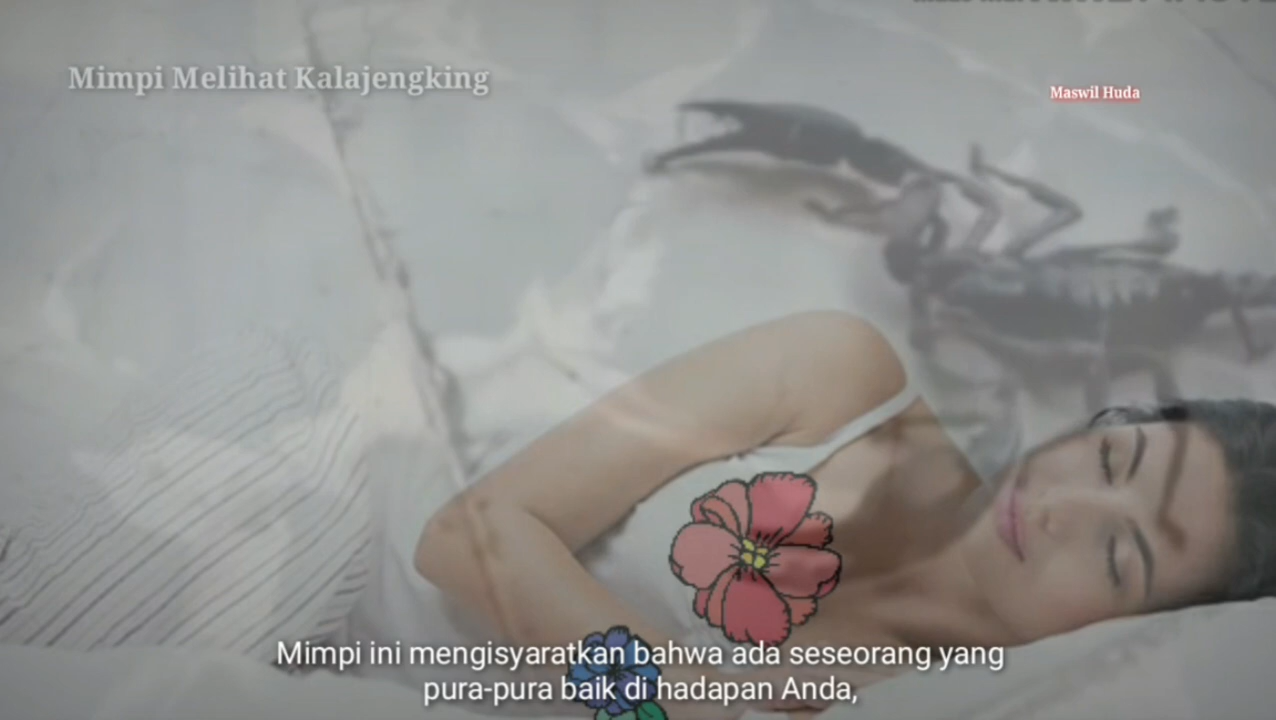 Mimpi Melihat Kalajengking
Maswil Huda
Mimpi ini mengisyaratkan bahwa ada seseorang yang
pura-pura baik di hadapan Anda,